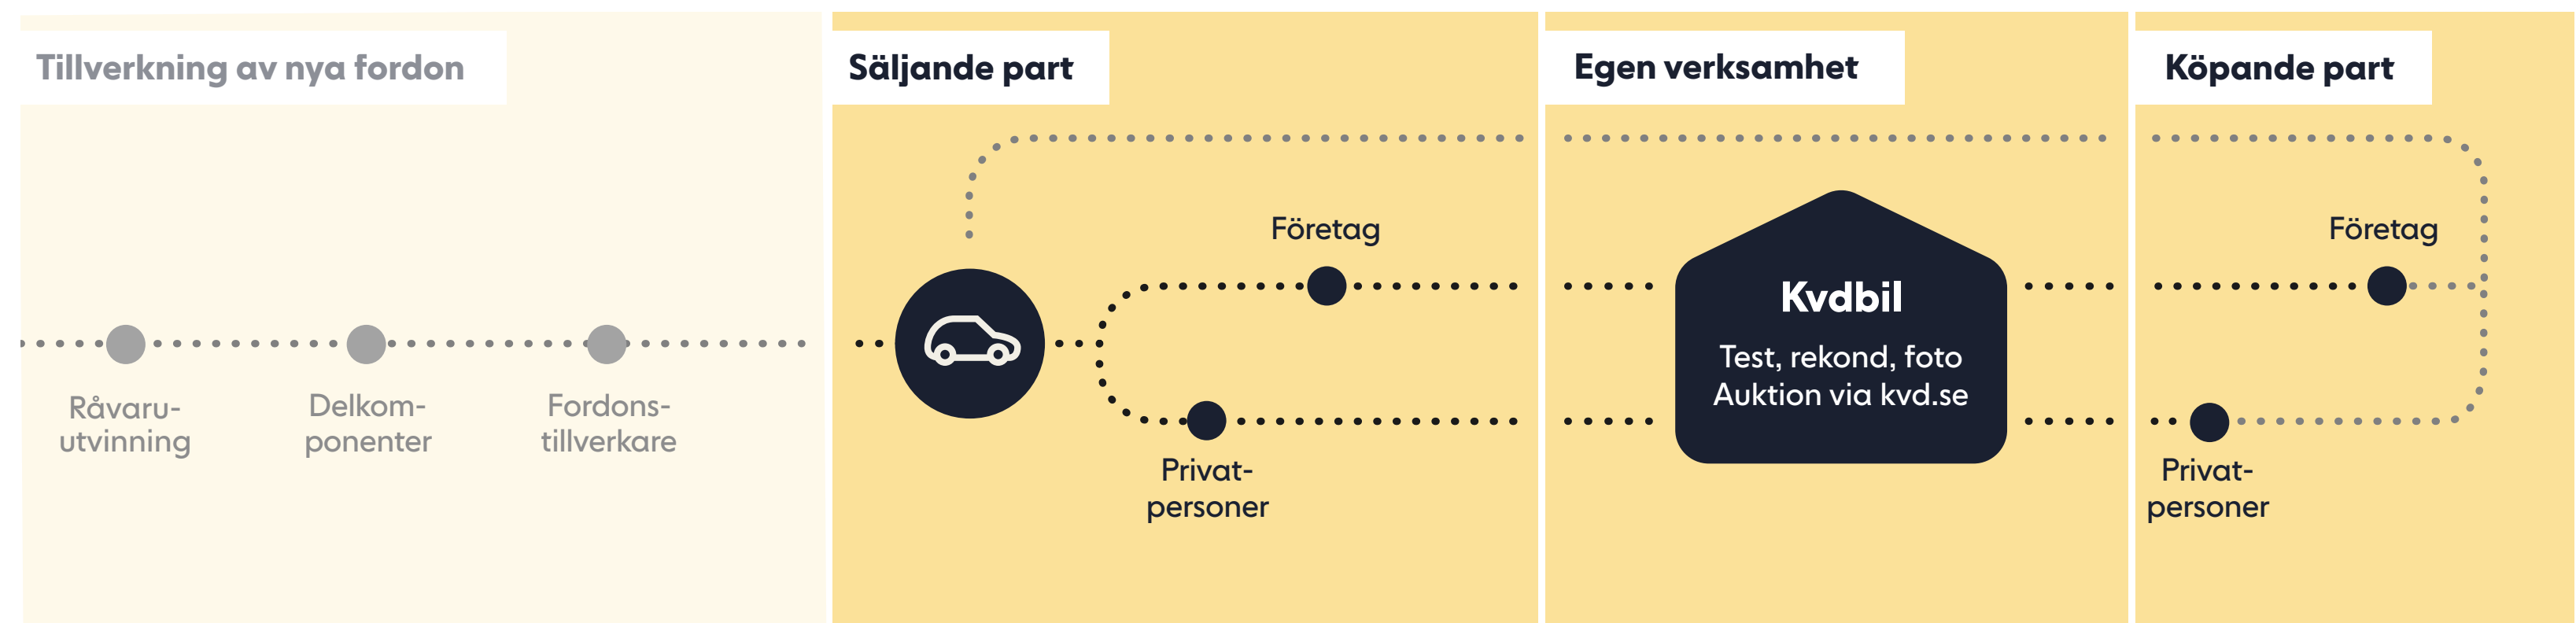 Tillverkning av nya fordon
Råvaru-
utvinning
Delkom-
ponenter
Fordons-
tillverkare
Säljande part
Företag
Privat-
personer
Egen verksamhet
Kvdbil
Test, rekond, foto
Auktion via kvd.se
Köpande part
Företag
Privat-
personer